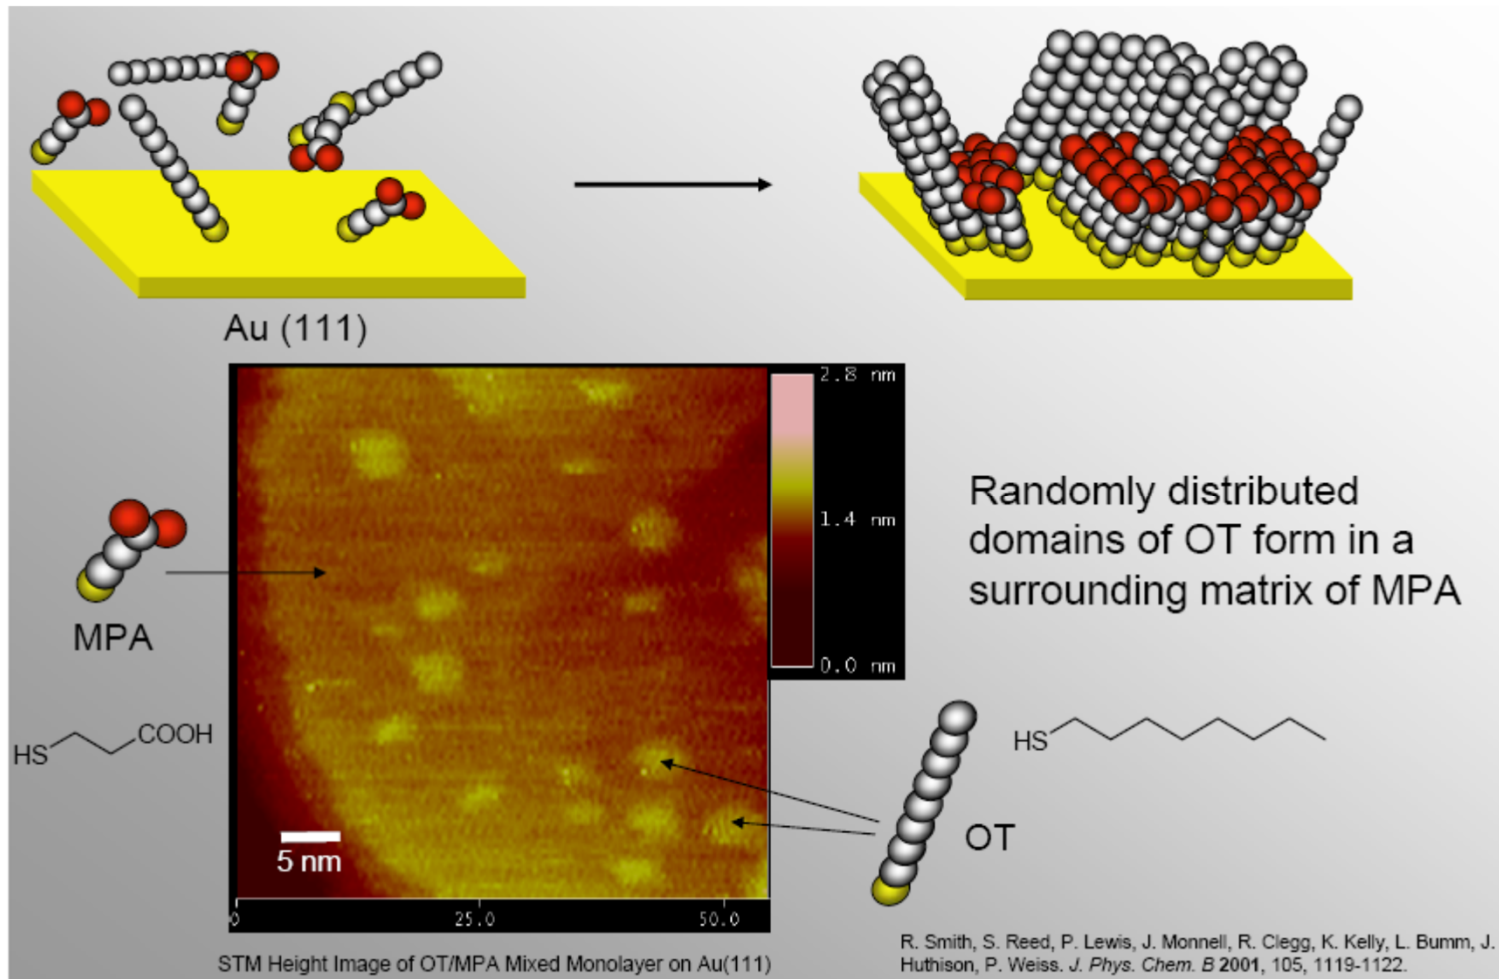 Au (111)
2.8 nm
1.4 nm
0.0 nm
Randomly distributed
domains of OT form in a
surrounding matrix of MPA
MPA
HS
COOH
HS
OT
5 nm
0
25.0
50.0
STM Height Image of OT/MPA Mixed Monolayer on Au(111)
R. Smith, S. Reed, P. Lewis, J. Monnell, R. Clegg, K. Kelly, L. Bumm, J.
Huthison, P. Weiss. J. Phys. Chem. B 2001, 105, 1119-1122.